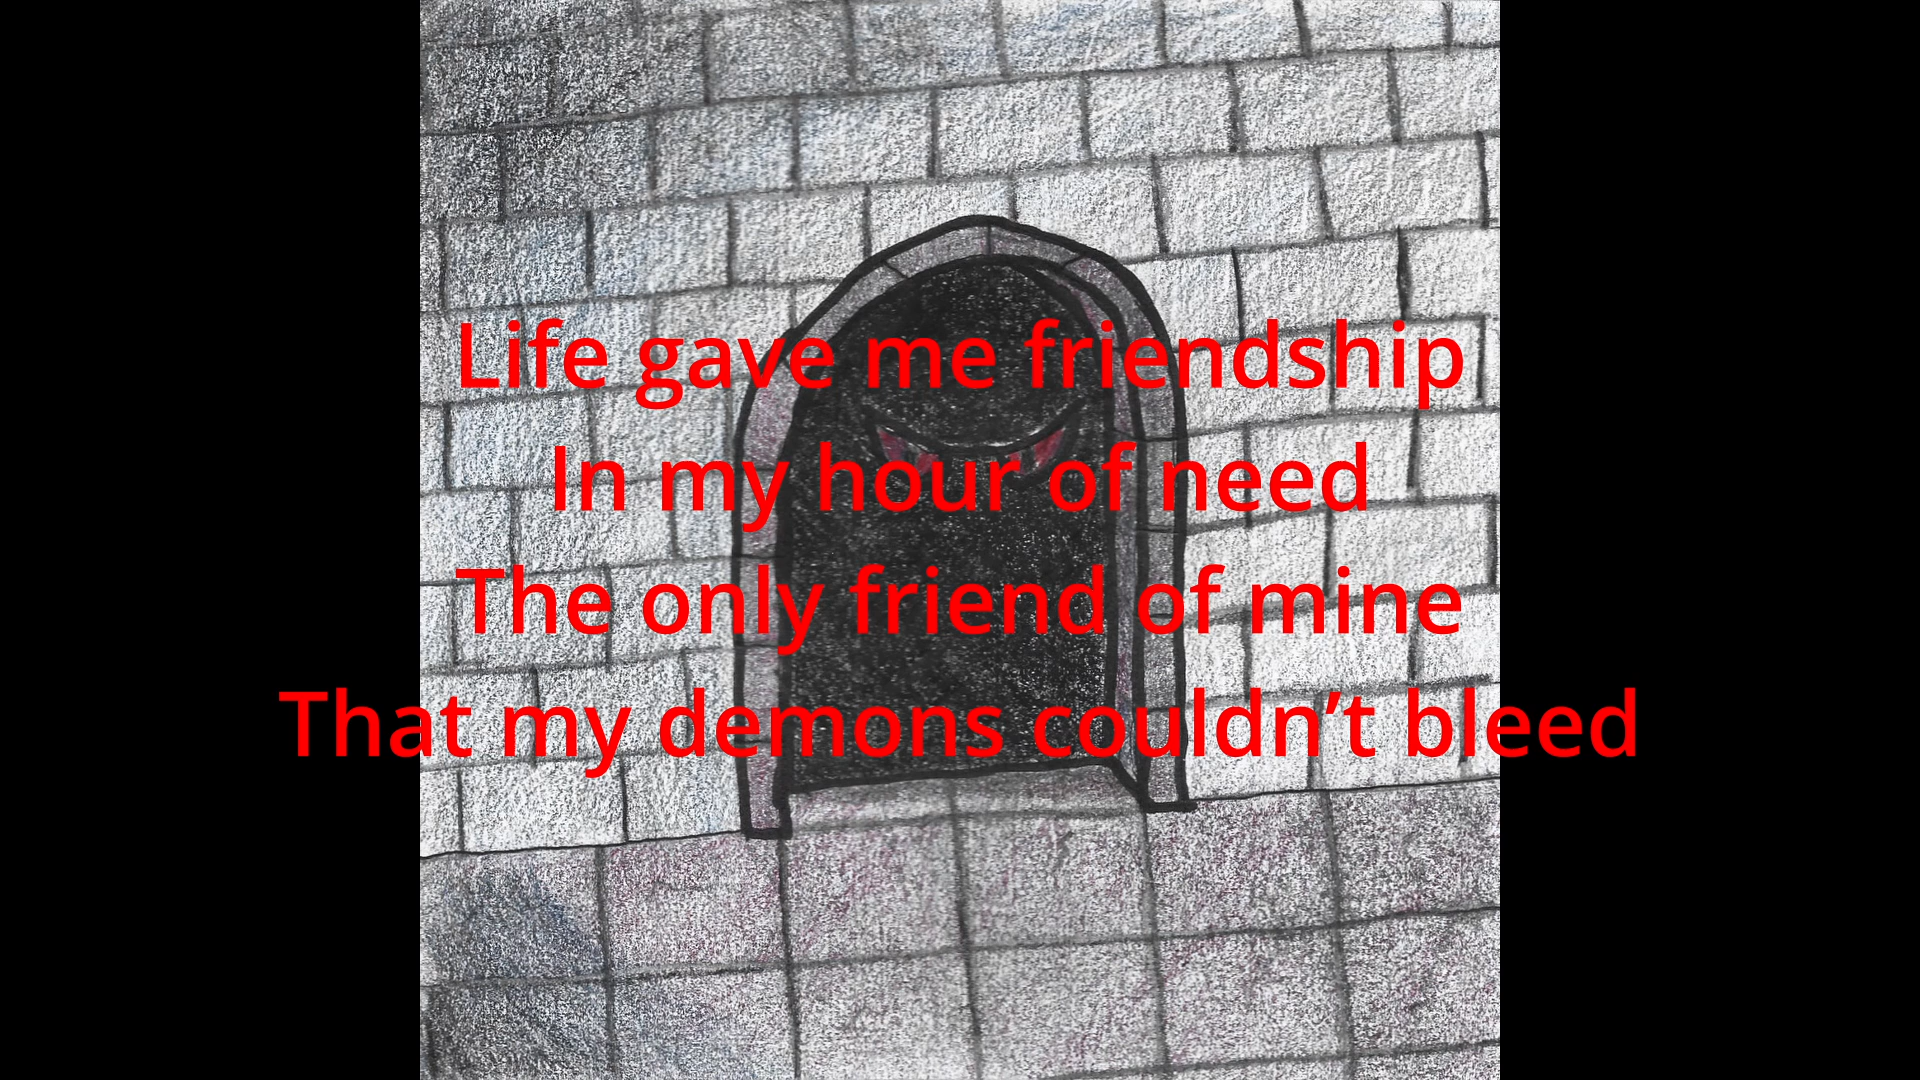 Life gave me friendship
In my hour of need
The only friend of mine
That my demons couldn’t bleed